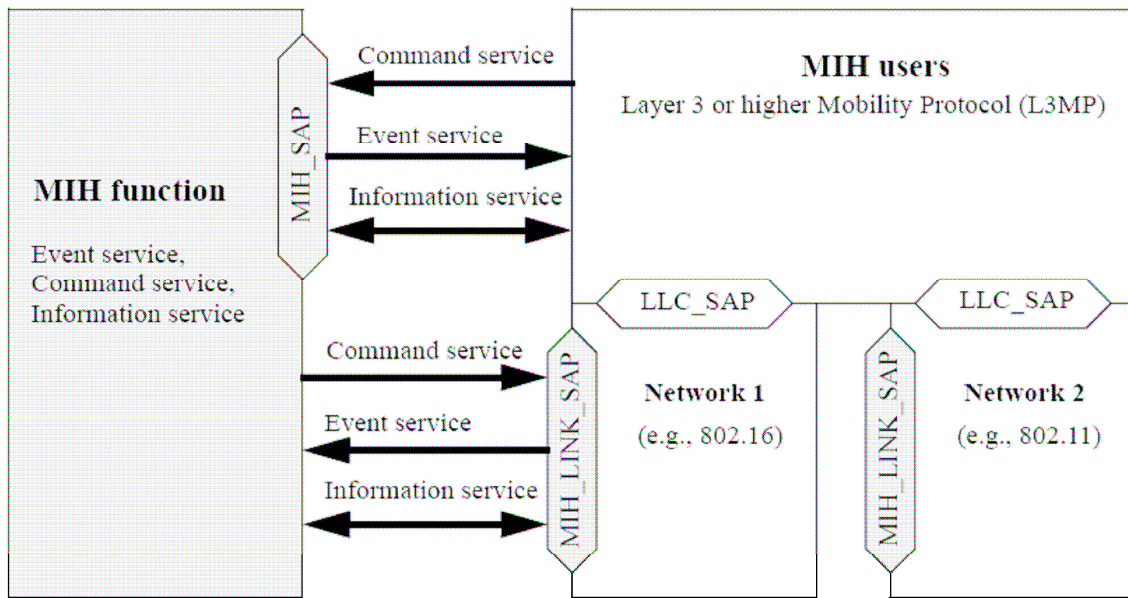 Command service
MIH users
Layer 3 or higher Mobility Protocol (L3MP)
MIH_SAP
Event service
MIH function
Information service
Event service,
Command service,
Information service
LLC_SAP
LLC_SAP
Command service
MIH_LINK_SAP
Network 1
(e.g., 802.16)
MIH_LINK_SAP
Network 2
(e.g., 802.11)
Event service
Information service